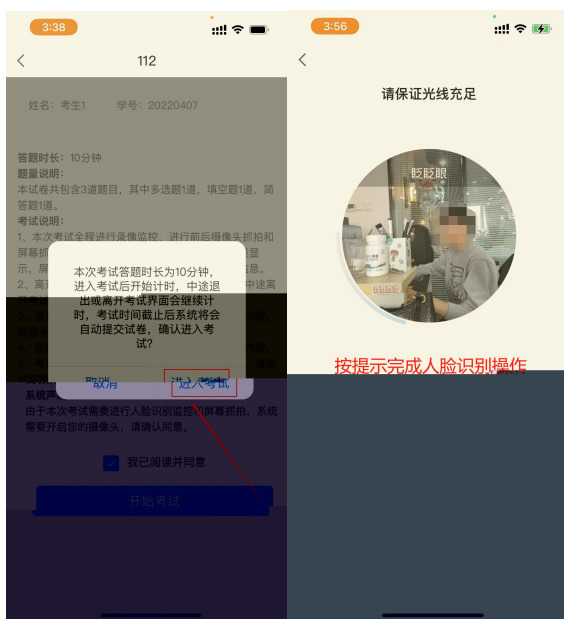 3:38
112
姓名：考生1 学号：20220407
答题时长：10分钟
题量说明：
本试卷共包含3道题目，其中多选题1道，填空题1道，简
答题1道。
考试说明：
1、本次考试全程进行录像监控，进行前后摄像头抓拍和
屏幕抓
显
示，屏
信息。
2、离
中途离
本次考试答题时长为10分钟，
进入考试后开始计时，中途退
出或离开考试界面会继续计
时，考试时间截止后系统将会
自动提交试卷，确认进入考
试？
取消 进入考试
系统声
由于本次考试需要进行人脸识别监控和屏幕抓拍，系统
需要开启您的摄像头，请确认同意。
我已阅读并同意
开始考试
3:56
请保证光线充足
眨眨眼
按提示完成人脸识别操作